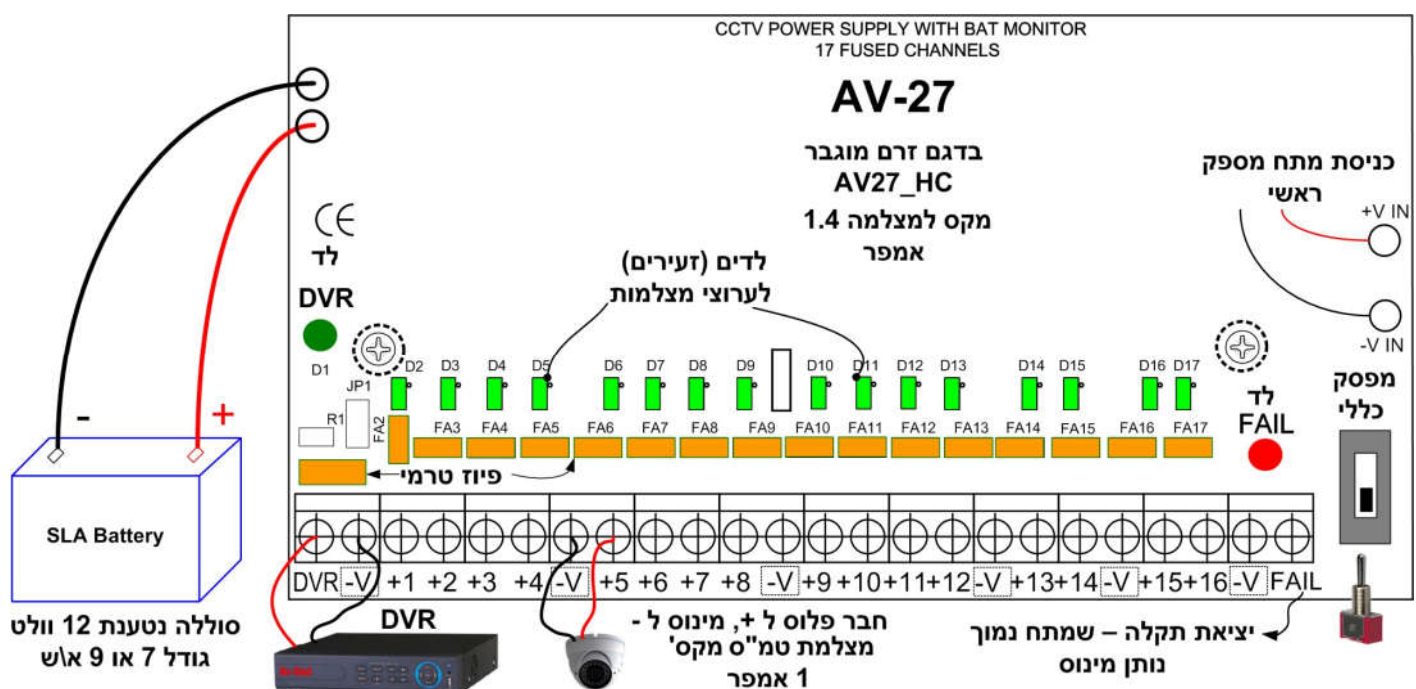 CCTV POWER SUPPLY WITH BAT MONITOR
17 FUSED CHANNELS
AV-27
בדגם זרם מוגבר
AV27_HC
מקס למצלמה 1.4
אמפר
כניסת מתח מספק
ראשי
+V IN
-V IN
CE
לד
DVR
D1
לדים (זעירים)
לערוצי מצלמות
D2 D3 D4 D5 D6 D7 D8 D9 D10 D11 D12 D13 D14 D15 D16 D17
JP1
R1
FA2 FA3 FA4 FA5 FA6 FA7 FA8 FA9 FA10 FA11 FA12 FA13 FA14 FA15 FA16 FA17
פיוז טרמי
לד
FAIL
מפסק
כללי
- +
SLA Battery
סוללה נטענת 12 וולט
גודל 7 או 9 א\ש
DVR -V +1 +2 +3 +4 -V +5 +6 +7 +8 -V +9 +10 +11 +12 -V +13 +14 -V +15 +16 -V FAIL
DVR
חבר פלוס ל +, מינוס ל -
מצלמת טמ"ס מקס'
1 אמפר
יציאת תקלה – שמתח נמוך
נותן מינוס